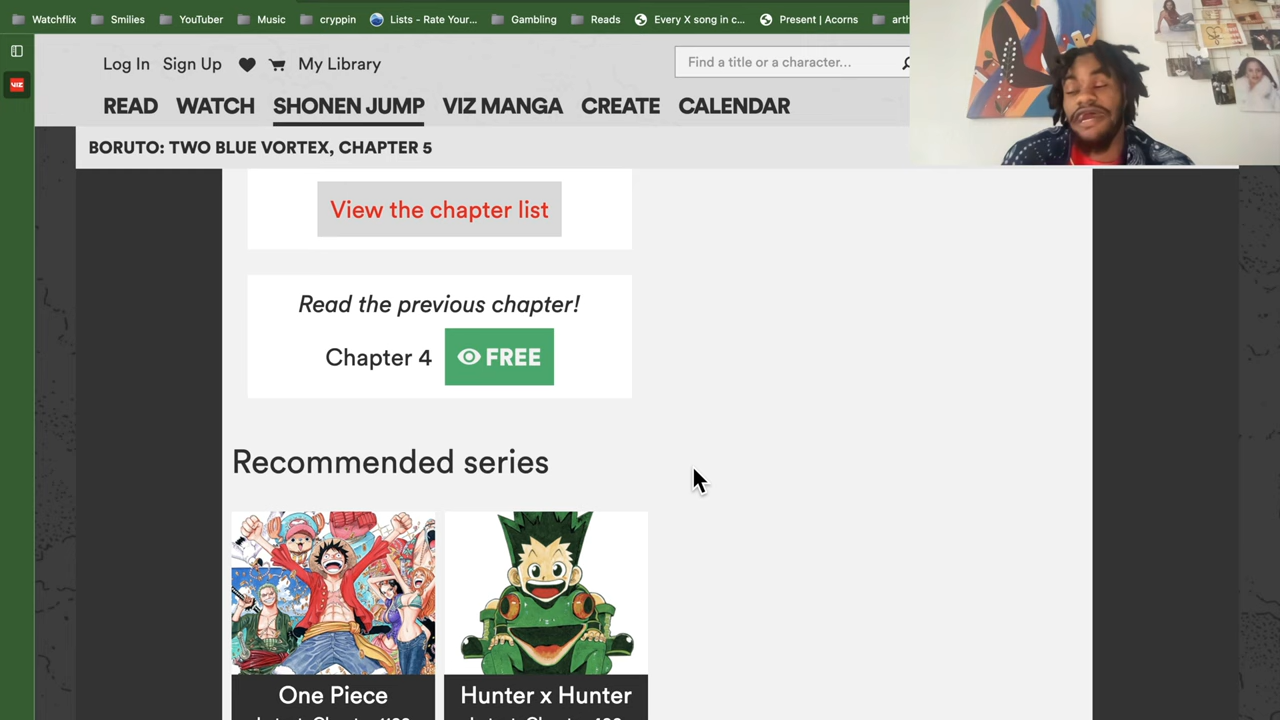 Watchflix Smilies YouTuber Music cryppin Lists - Rate Your... Gambling Reads Every X song in c... Present | Acorns arth
VIZ
Log In Sign Up My Library
Find a title or a character...
READ WATCH SHONEN JUMP VIZ MANGA CREATE CALENDAR
BORUTO: TWO BLUE VORTEX, CHAPTER 5
View the chapter list
Read the previous chapter!
Chapter 4 FREE
Recommended series
One Piece Hunter x Hunter